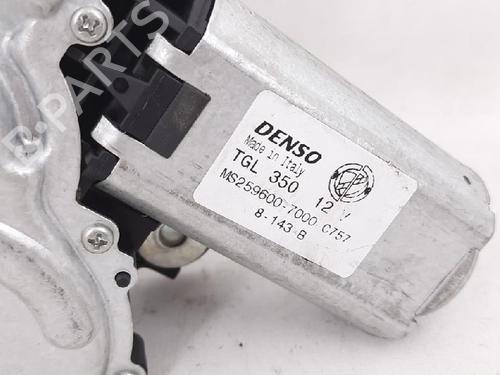 DENSO
Made in Italy
TGL 350 12 V
MS259600-7000 C757
8-143-B
B-PARTS